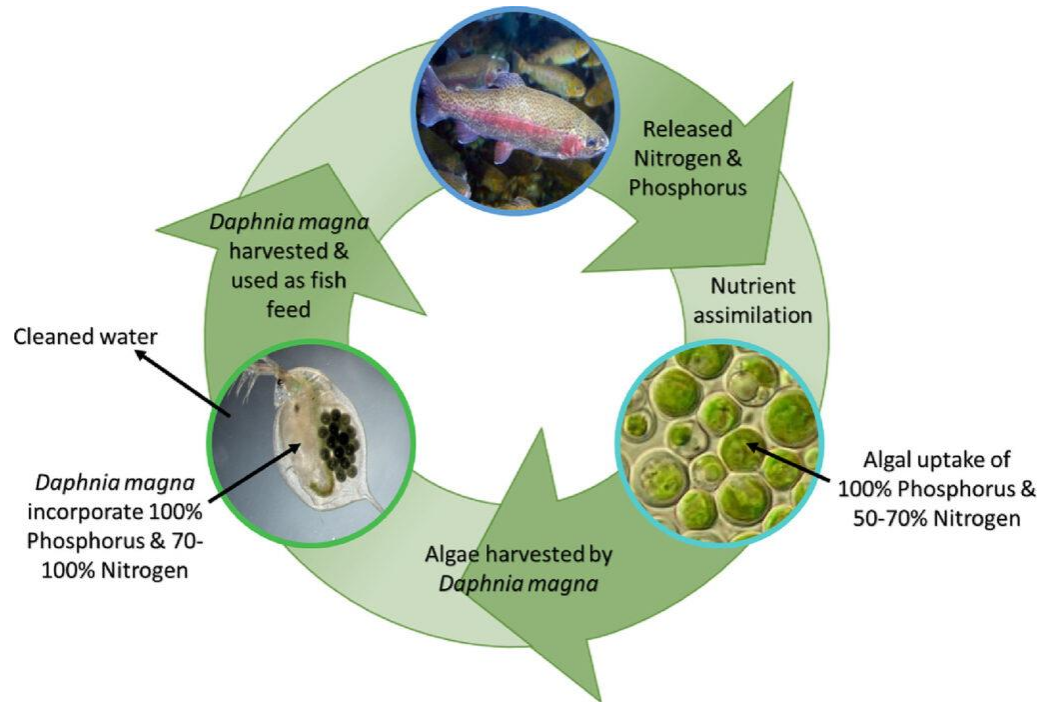 Released
Nitrogen &
Phosphorus
Nutrient
assimilation
Algal uptake of
100% Phosphorus &
50-70% Nitrogen
Algae harvested by
Daphnia magna
Daphnia magna
incorporate 100%
Phosphorus & 70-
100% Nitrogen
Cleaned water
Daphnia magna
harvested &
used as fish
feed